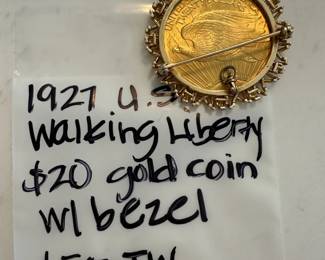 1927 U.S.
Walking Liberty
$20 gold coin
w/ bezel